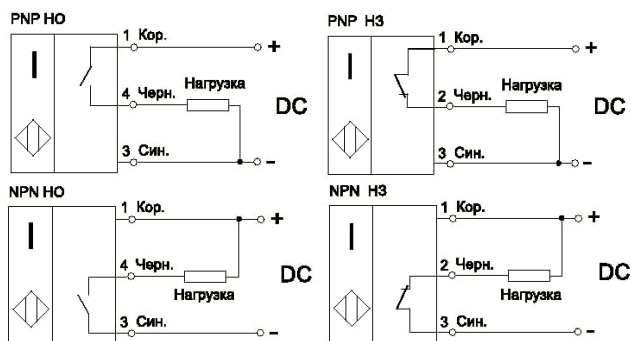 PNP НО
1 Кор.
+
I
4 Черн.
Нагрузка
DC
3 Син.
-
PNP НЗ
1 Кор.
+
I
2 Черн.
Нагрузка
DC
3 Син.
-
NPN НО
1 Кор.
+
I
4 Черн.
Нагрузка
DC
3 Син.
-
NPN НЗ
1 Кор.
+
I
2 Черн.
Нагрузка
DC
3 Син.
-